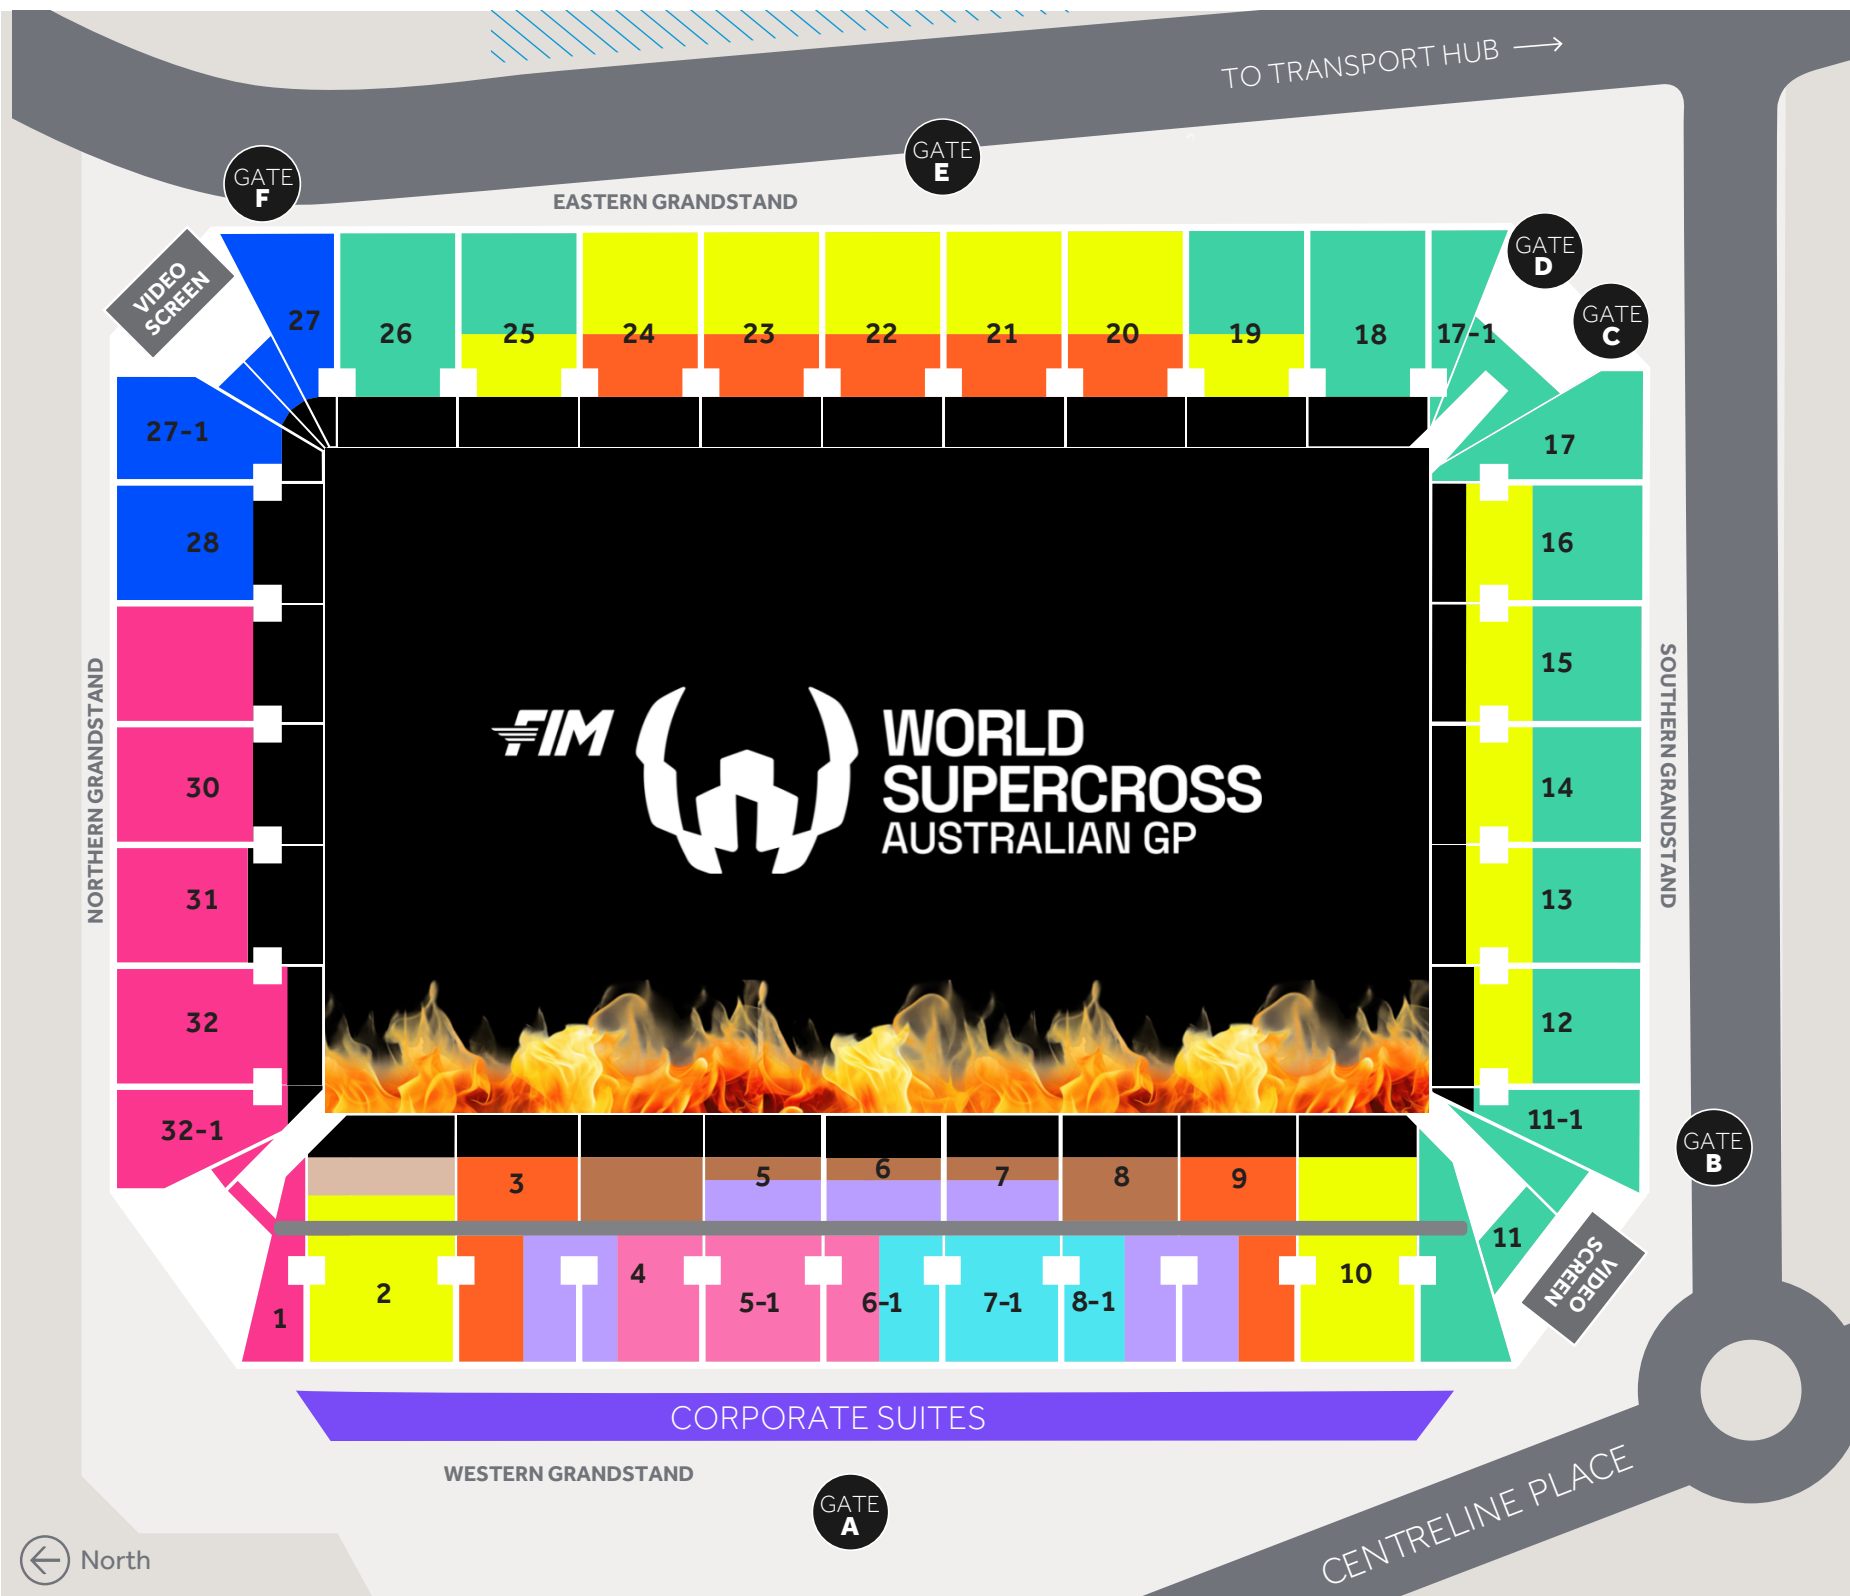 TO TRANSPORT HUB
GATE
E
GATE
F
EASTERN GRANDSTAND
GATE
D
GATE
C
VIDEO
SCREEN
27
26
25
24
23
22
21
20
19
18
17-1
27-1
17
28
16
15
30
14
31
13
32
12
32-1
11-1
NORTHERN GRANDSTAND
SOUTHERN GRANDSTAND
FIM
WORLD
SUPERCROSS
AUSTRALIAN GP
GATE
B
3
5
6
7
8
9
11
VIDEO
SCREEN
1
2
4
5-1
6-1
7-1
8-1
10
CORPORATE SUITES
WESTERN GRANDSTAND
GATE
A
CENTRELINE PLACE
North